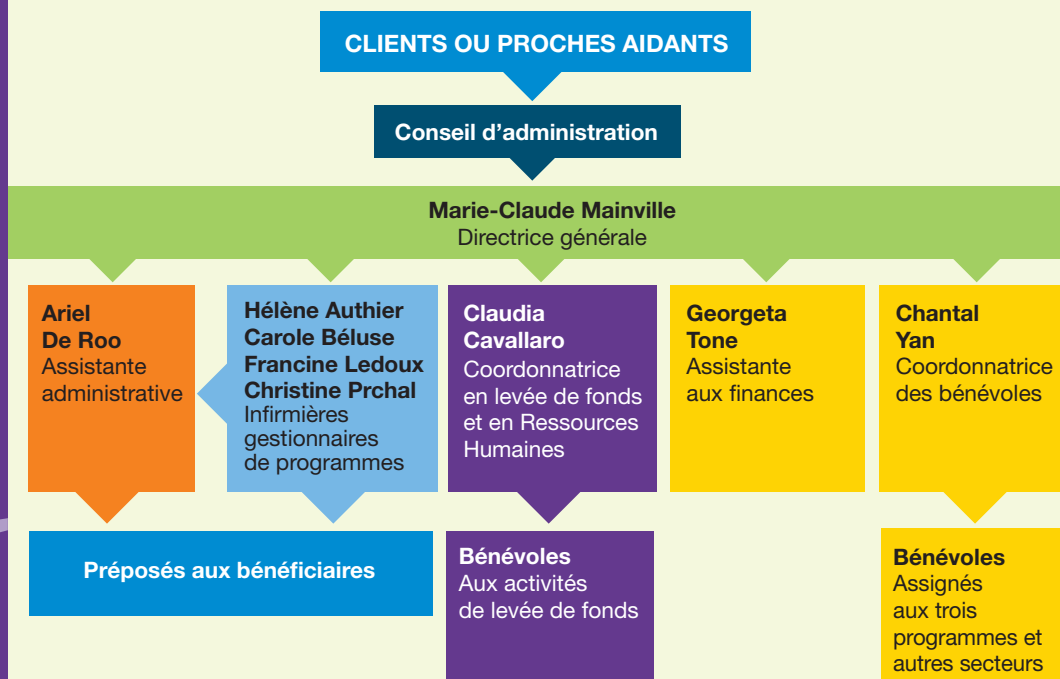 CLIENTS OU PROCHES AIDANTS
Conseil d’administration
Marie-Claude Mainville
Directrice générale
Ariel
De Roo
Assistante
administrative
Hélène Authier
Carole Béluse
Francine Ledoux
Christine Prchal
Infirmières
gestionnaires
de programmes
Claudia
Cavallaro
Coordonnatrice
en levée de fonds
et en Ressources
Humaines
Georgeta
Tone
Assistante
aux finances
Chantal
Yan
Coordonnatrice
des bénévoles
Préposés aux bénéficiaires
Bénévoles
Aux activités
de levée de fonds
Bénévoles
Assignés
aux trois
programmes et
autres secteurs